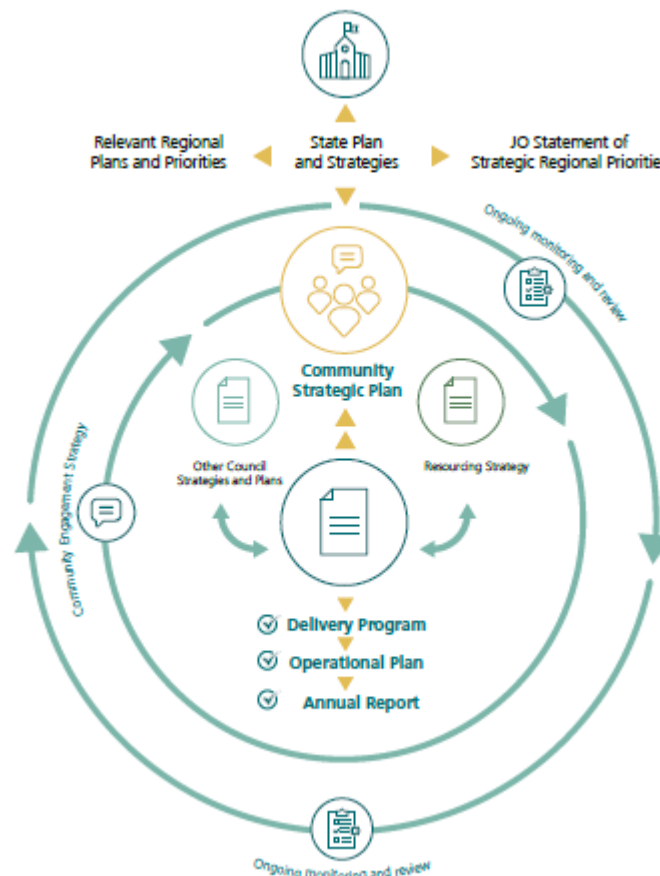 Relevant Regional
Plans and Priorities
State Plan
and Strategies
JO Statement of
Strategic Regional Prioritie
Ongoing monitoring and review
Community
Strategic Plan
Other Council
Strategies and Plans
Resourcing Strategy
Community Engagement Strategy
Delivery Program
Operational Plan
Annual Report
Ongoing monitoring and review